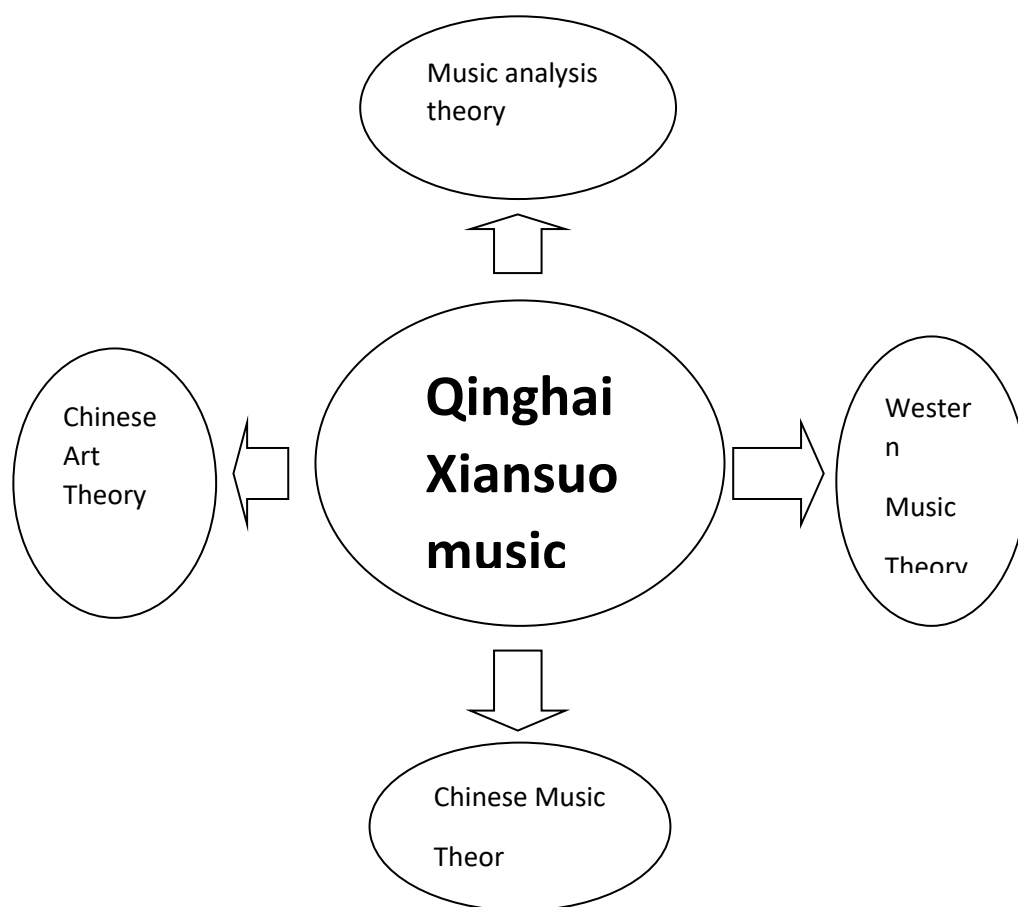 Music analysis
theory
Chinese
Art
Theory
Qinghai
Xiansuo
music
Wester
n
Music
Theory
Chinese Music
Theor